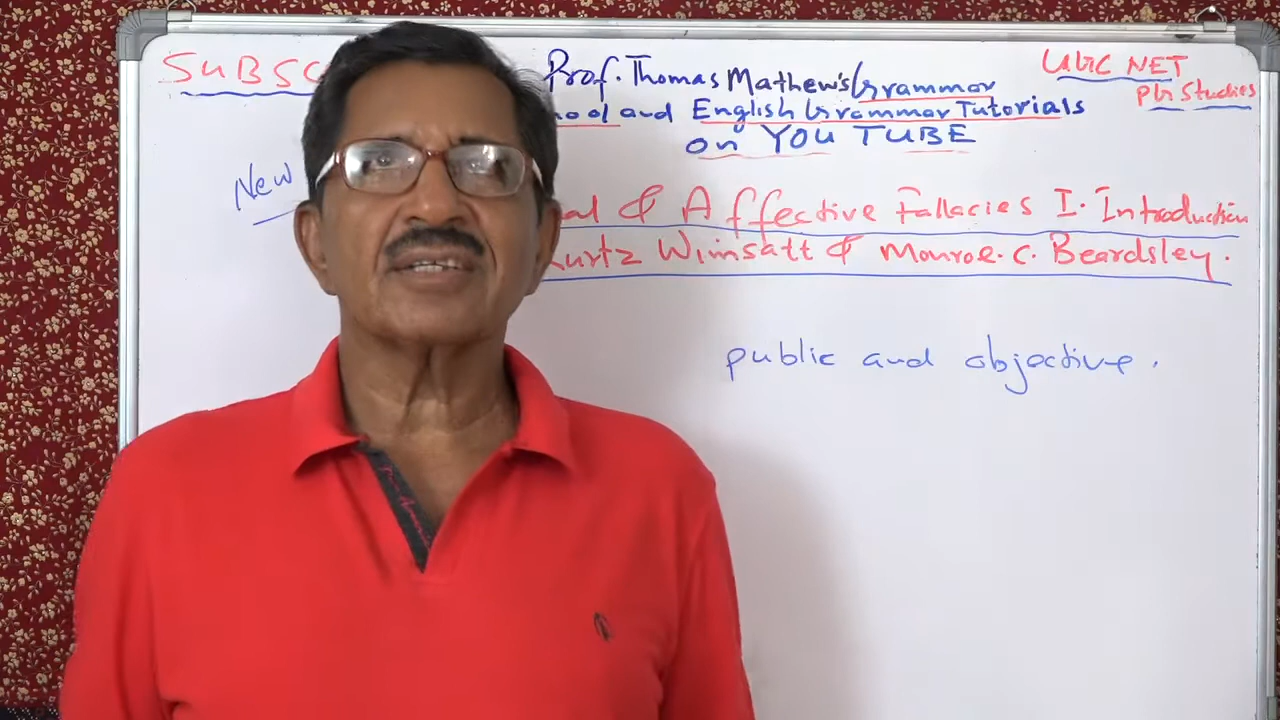 SUBSC
Prof. Thomas Mathew's Grammar
ool and English Grammar Tutorials
on YOU TUBE
UGC NET
PG Studies
New
al & Affective Fallacies I. Introduction
urtz Wimsatt & Monroe. C. Beardsley.
public and objective.